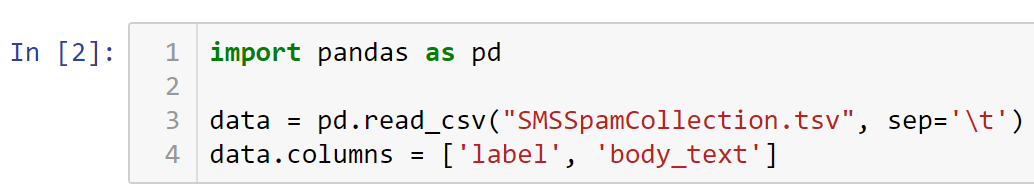 In [2]:
1 import pandas as pd
2
3 data = pd.read_csv("SMSSpamCollection.tsv", sep='\t')
4 data.columns = ['label', 'body_text']